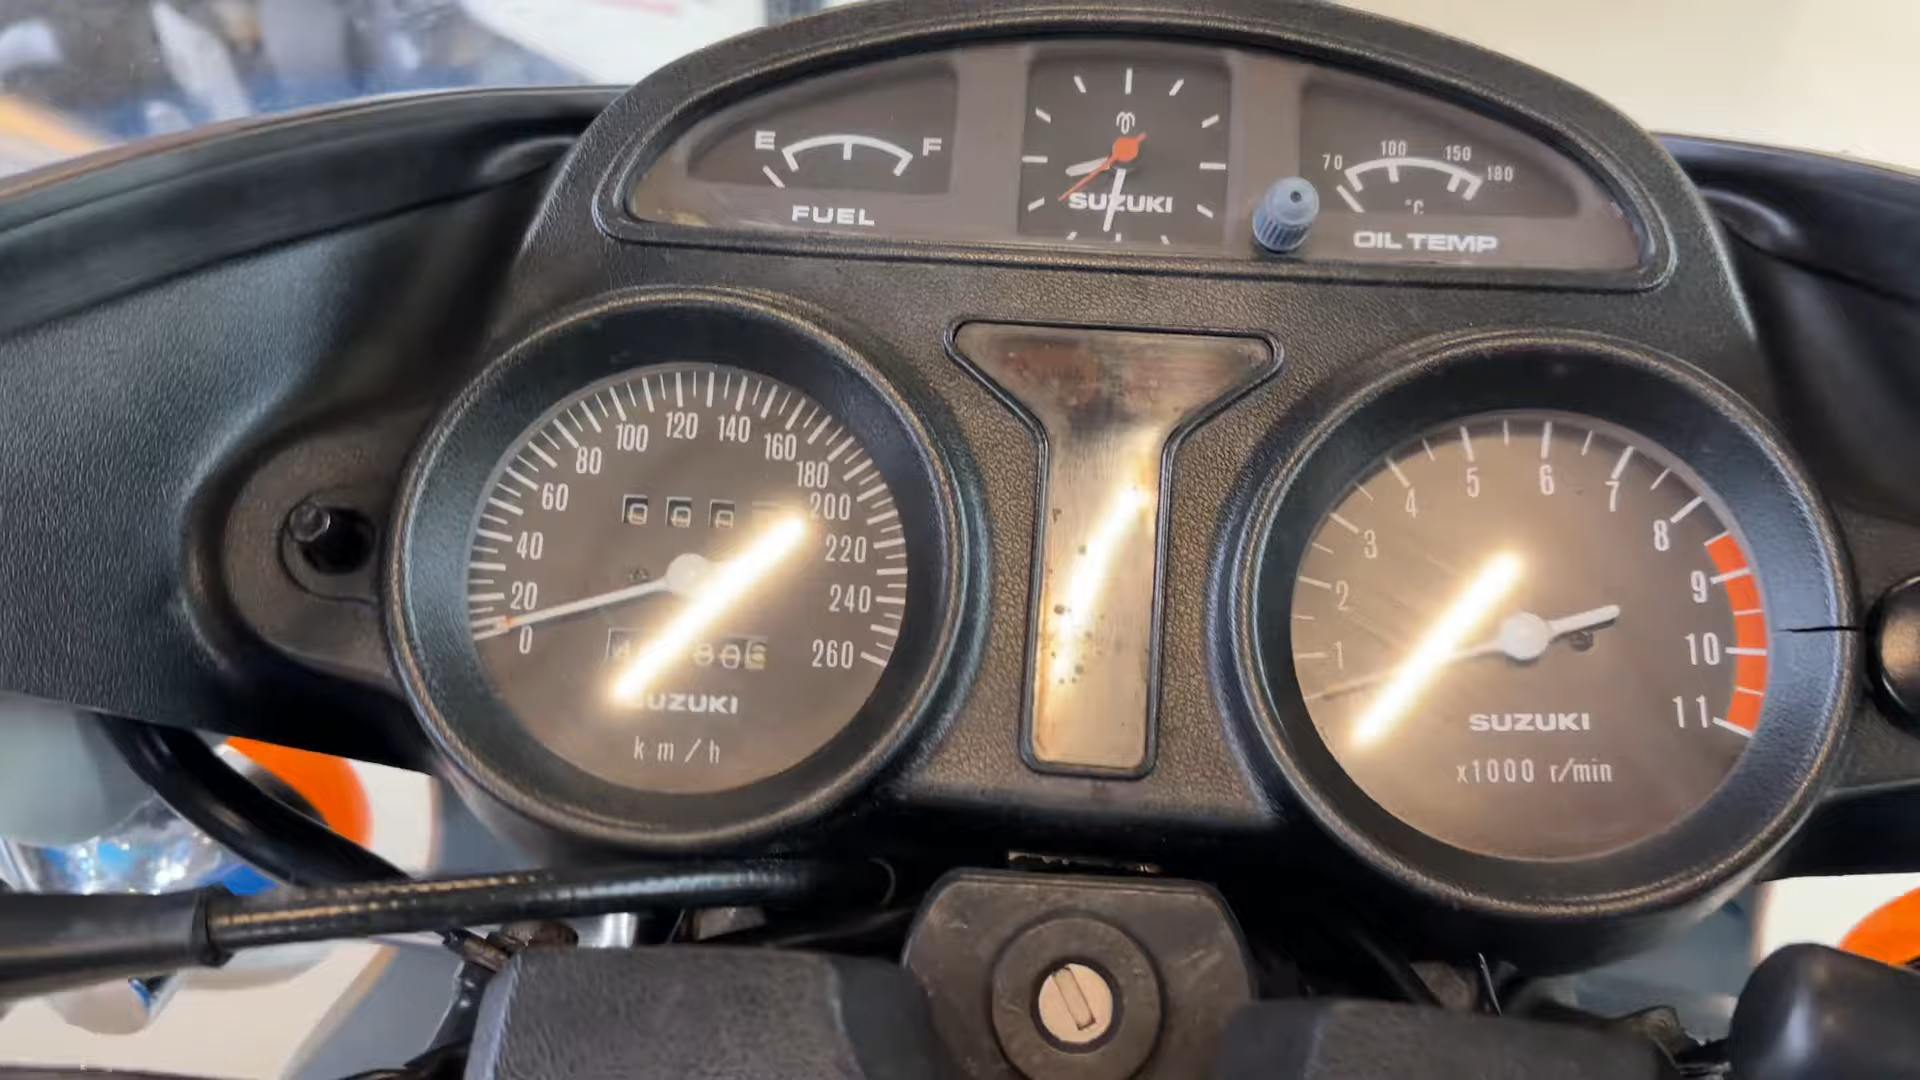 E F
FUEL
SUZUKI
70 100 150 180
°C
OIL TEMP
0 20 40 60 80 100 120 140 160 180 200 220 240 260
SUZUKI
km/h
1 2 3 4 5 6 7 8 9 10 11
SUZUKI
x1000 r/min